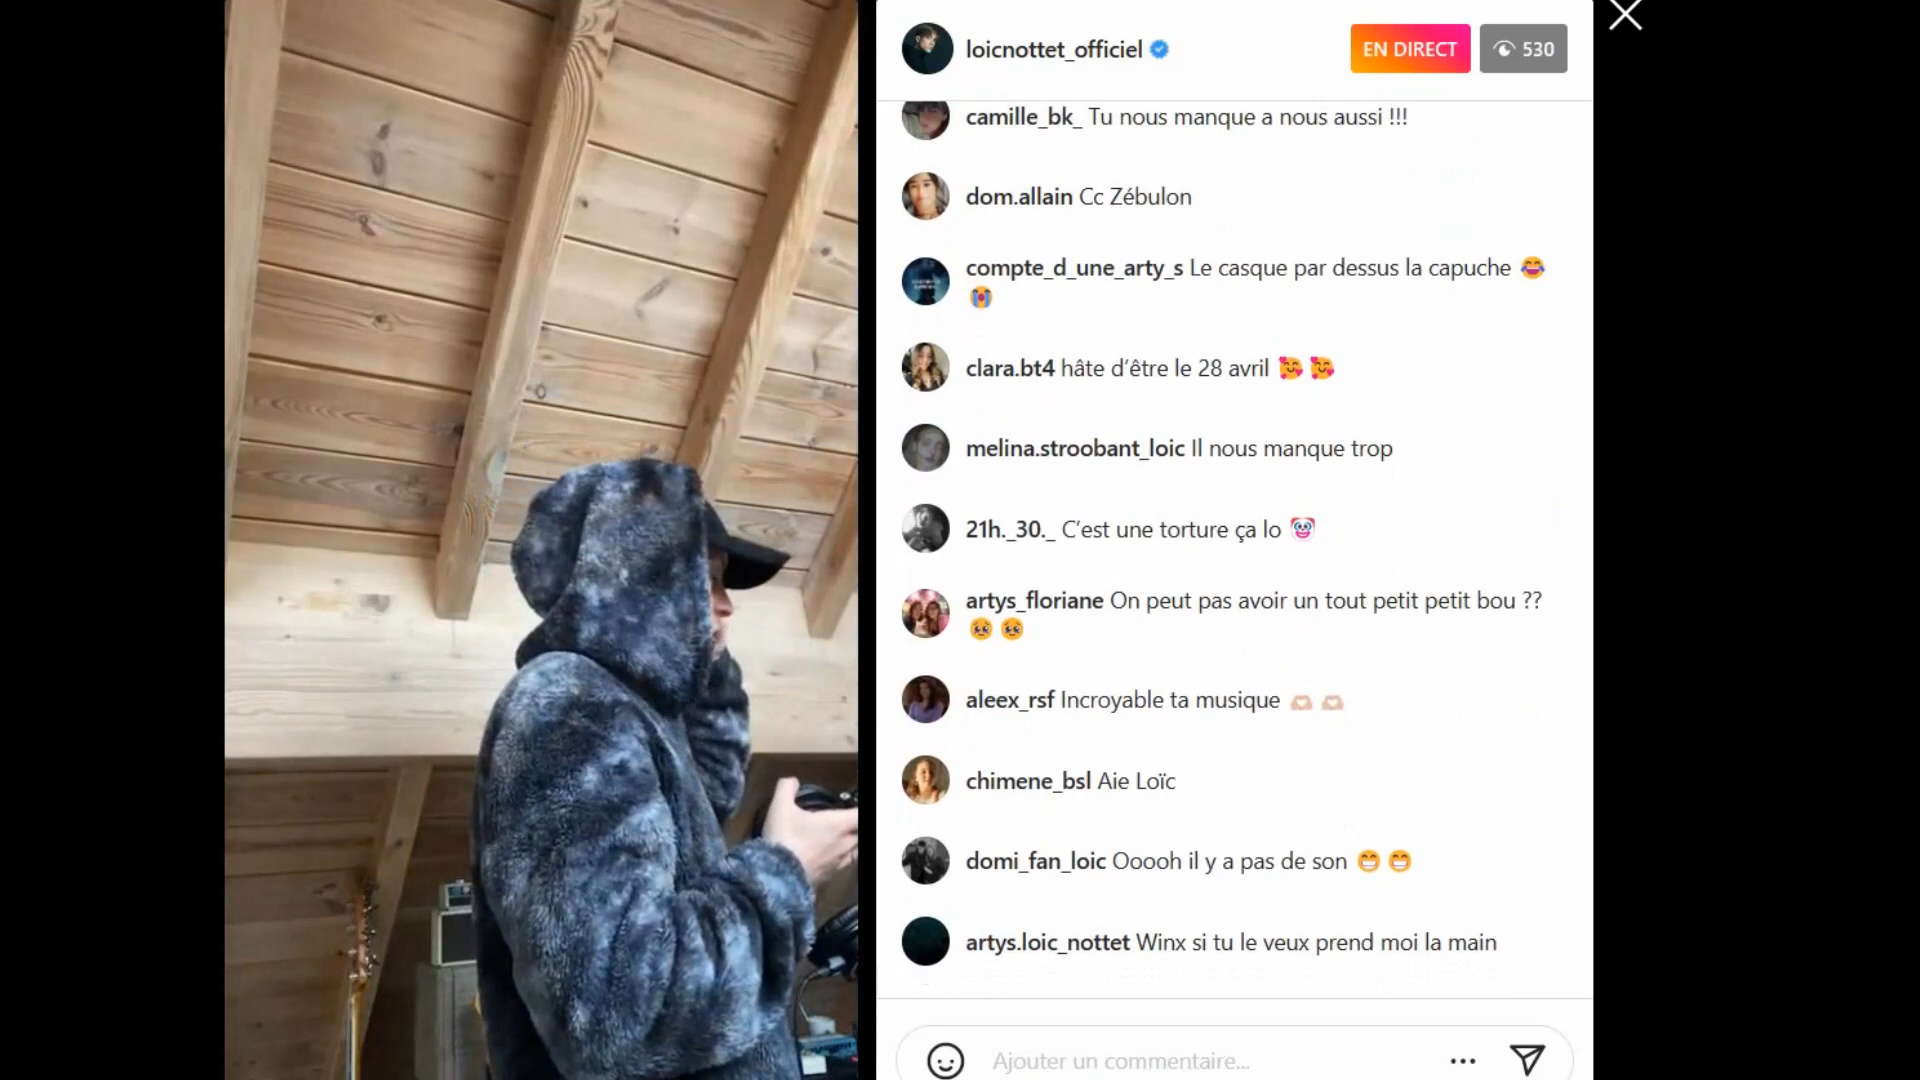 loicnottet_officiel
EN DIRECT
530
camille_bk_ Tu nous manque a nous aussi !!!
dom.allain Cc Zébulon
compte_d_une_arty_s Le casque par dessus la capuche 😂
😭
clara.bt4 hâte d’être le 28 avril 🥰 🥰
melina.stroobant_loic Il nous manque trop
21h._30._ C’est une torture ça lo 🤡
artys_floriane On peut pas avoir un tout petit petit bou ??
🥹 🥹
aleex_rsf Incroyable ta musique 🫶🏻 🫶🏻
chimene_bsl Aie Loïc
domi_fan_loic Ooooh il y a pas de son 😁 😁
artys.loic_nottet Winx si tu le veux prend moi la main
Ajouter un commentaire...